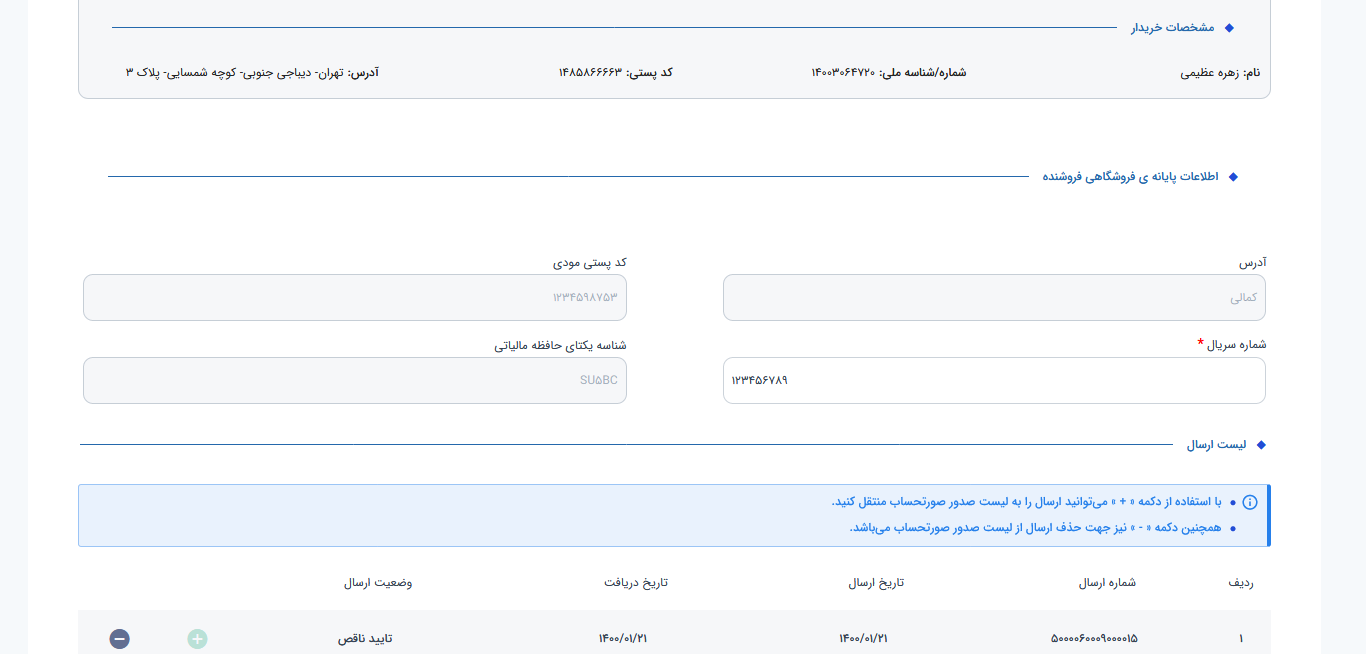 مشخصات خریدار
نام: زهره عظیمی شماره/شناسه ملی: ۱۴۰۰۳۰۶۴۷۲۰ کد پستی: ۱۴۸۵۸۶۶۶۶۳ آدرس: تهران- دیباجی جنوبی- کوچه شمسایی- پلاک ۳
اطلاعات پایانه ی فروشگاهی فروشنده
آدرس کد پستی مودی
کمالی ۱۲۳۴۵۹۸۷۵۳
شماره سریال * شناسه یکتای حافظه مالیاتی
۱۲۳۴۵۶۷۸۹ SU۵BC
لیست ارسال
با استفاده از دکمه « + » می‌توانید ارسال را به لیست صدور صورتحساب منتقل کنید.
همچنین دکمه « - » نیز جهت حذف ارسال از لیست صدور صورتحساب می‌باشد.
ردیف شماره ارسال تاریخ ارسال تاریخ دریافت وضعیت ارسال
۱ ۵۰۰۰۰۶۰۰۰۹۰۰۰۰۱۵ ۱۴۰۰/۰۱/۲۱ ۱۴۰۰/۰۱/۲۱ تایید ناقص